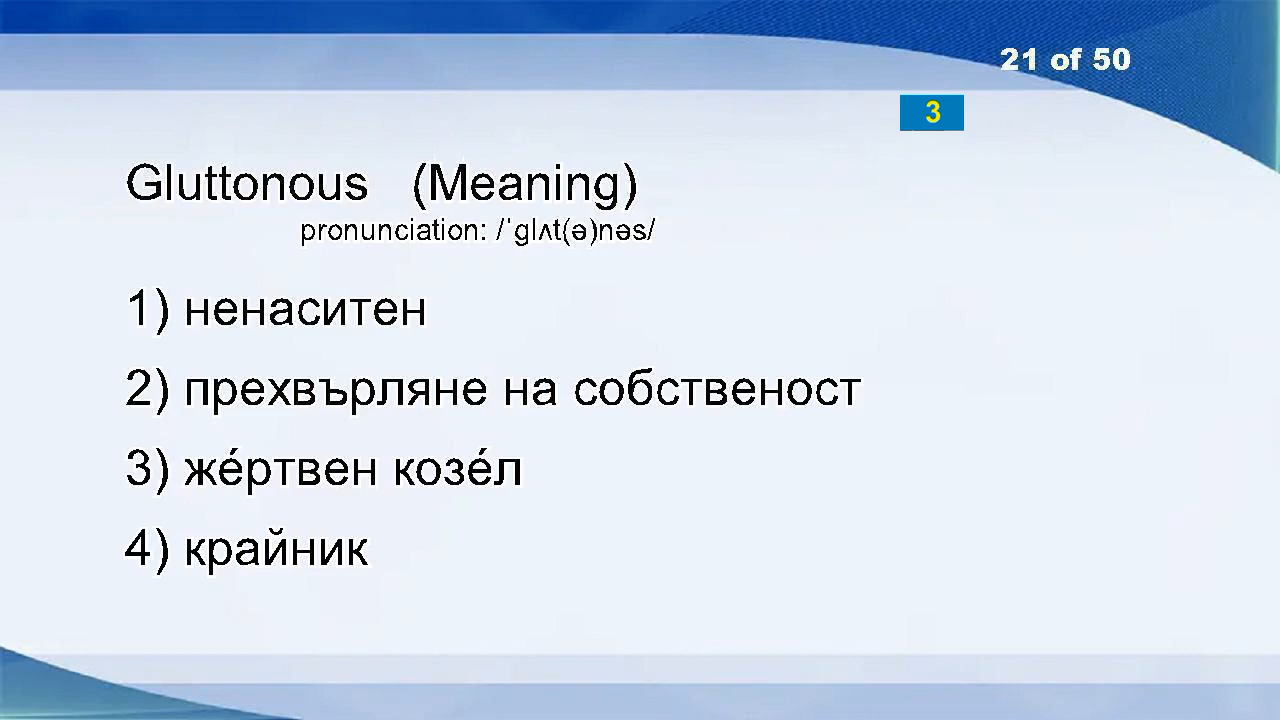 21 of 50
3
Gluttonous (Meaning)
pronunciation: /ˈɡlʌt(ə)nəs/
1) ненаситен
2) прехвърляне на собственост
3) же́ртвен козе́л
4) крайник